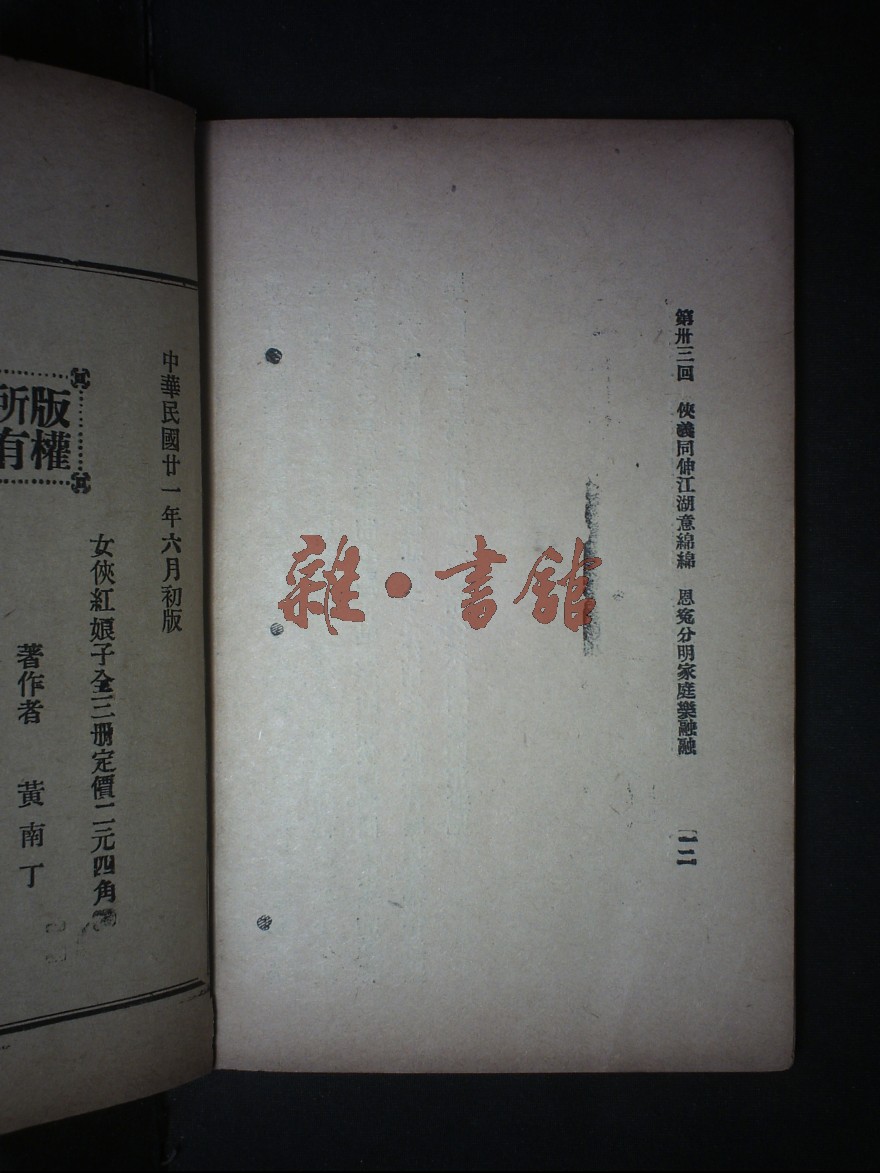 第卅三回 俠義同伸江湖意綿綿 恩寃分明家庭樂融融 一二
雜·書館
中華民國廿一年六月初版
女俠紅娘子全三册定價二元四角
著作者 黃南丁
版權
所有